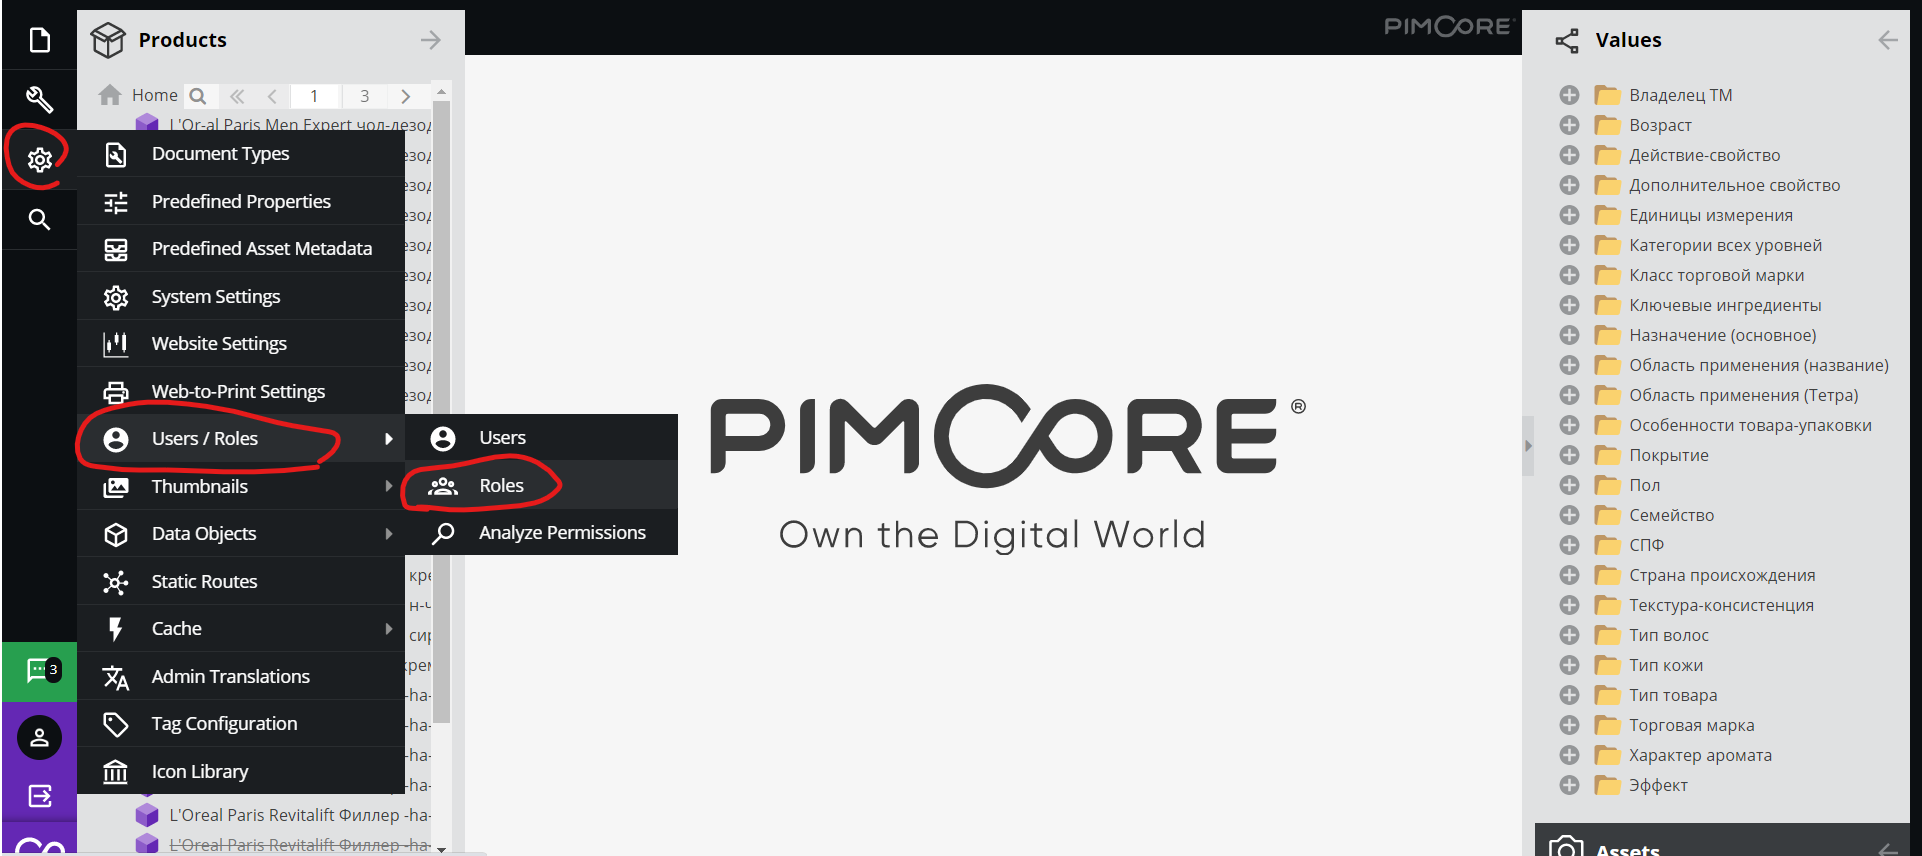 Products
PIMCORE
Values
Home
1
3
L'Or-al Paris Men Expert чол-дезод
Document Types
Predefined Properties
Predefined Asset Metadata
System Settings
Website Settings
Web-to-Print Settings
Users / Roles
Thumbnails
Data Objects
Static Routes
Cache
Admin Translations
Tag Configuration
Icon Library
Users
Roles
Analyze Permissions
3
L'Oreal Paris Revitalift Филлер -ha-
L'Oreal Paris Revitalift Филлер -ha-
PIMCORE ®
Own the Digital World
Владелец ТМ
Возраст
Действие-свойство
Дополнительное свойство
Единицы измерения
Категории всех уровней
Класс торговой марки
Ключевые ингредиенты
Назначение (основное)
Область применения (название)
Область применения (Тетра)
Особенности товара-упаковки
Покрытие
Пол
Семейство
СПФ
Страна происхождения
Текстура-консистенция
Тип волос
Тип кожи
Тип товара
Торговая марка
Характер аромата
Эффект
Assets